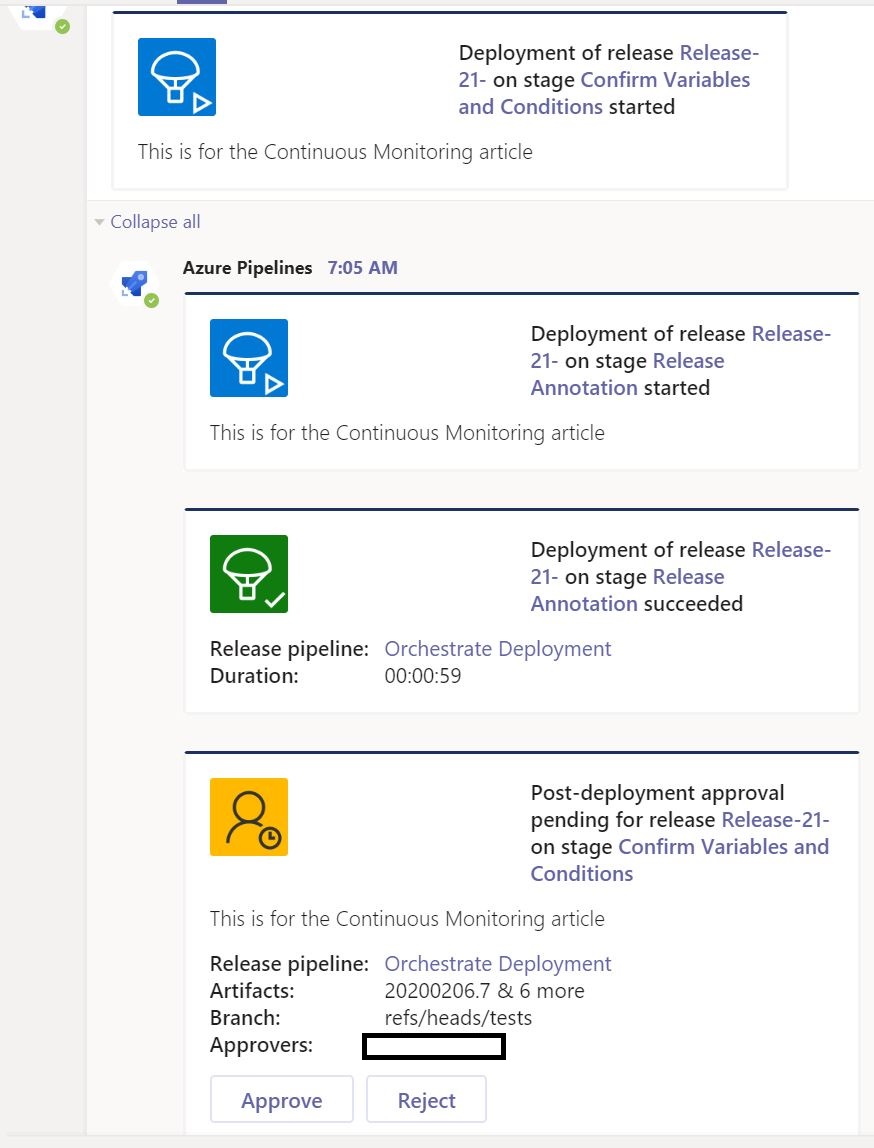 Deployment of release Release-
21- on stage Confirm Variables
and Conditions started
This is for the Continuous Monitoring article
Collapse all
Azure Pipelines 7:05 AM
Deployment of release Release-
21- on stage Release
Annotation started
This is for the Continuous Monitoring article
Deployment of release Release-
21- on stage Release
Annotation succeeded
Release pipeline: Orchestrate Deployment
Duration: 00:00:59
Post-deployment approval
pending for release Release-21-
on stage Confirm Variables and
Conditions
This is for the Continuous Monitoring article
Release pipeline: Orchestrate Deployment
Artifacts: 20200206.7 & 6 more
Branch: refs/heads/tests
Approvers:
Approve Reject